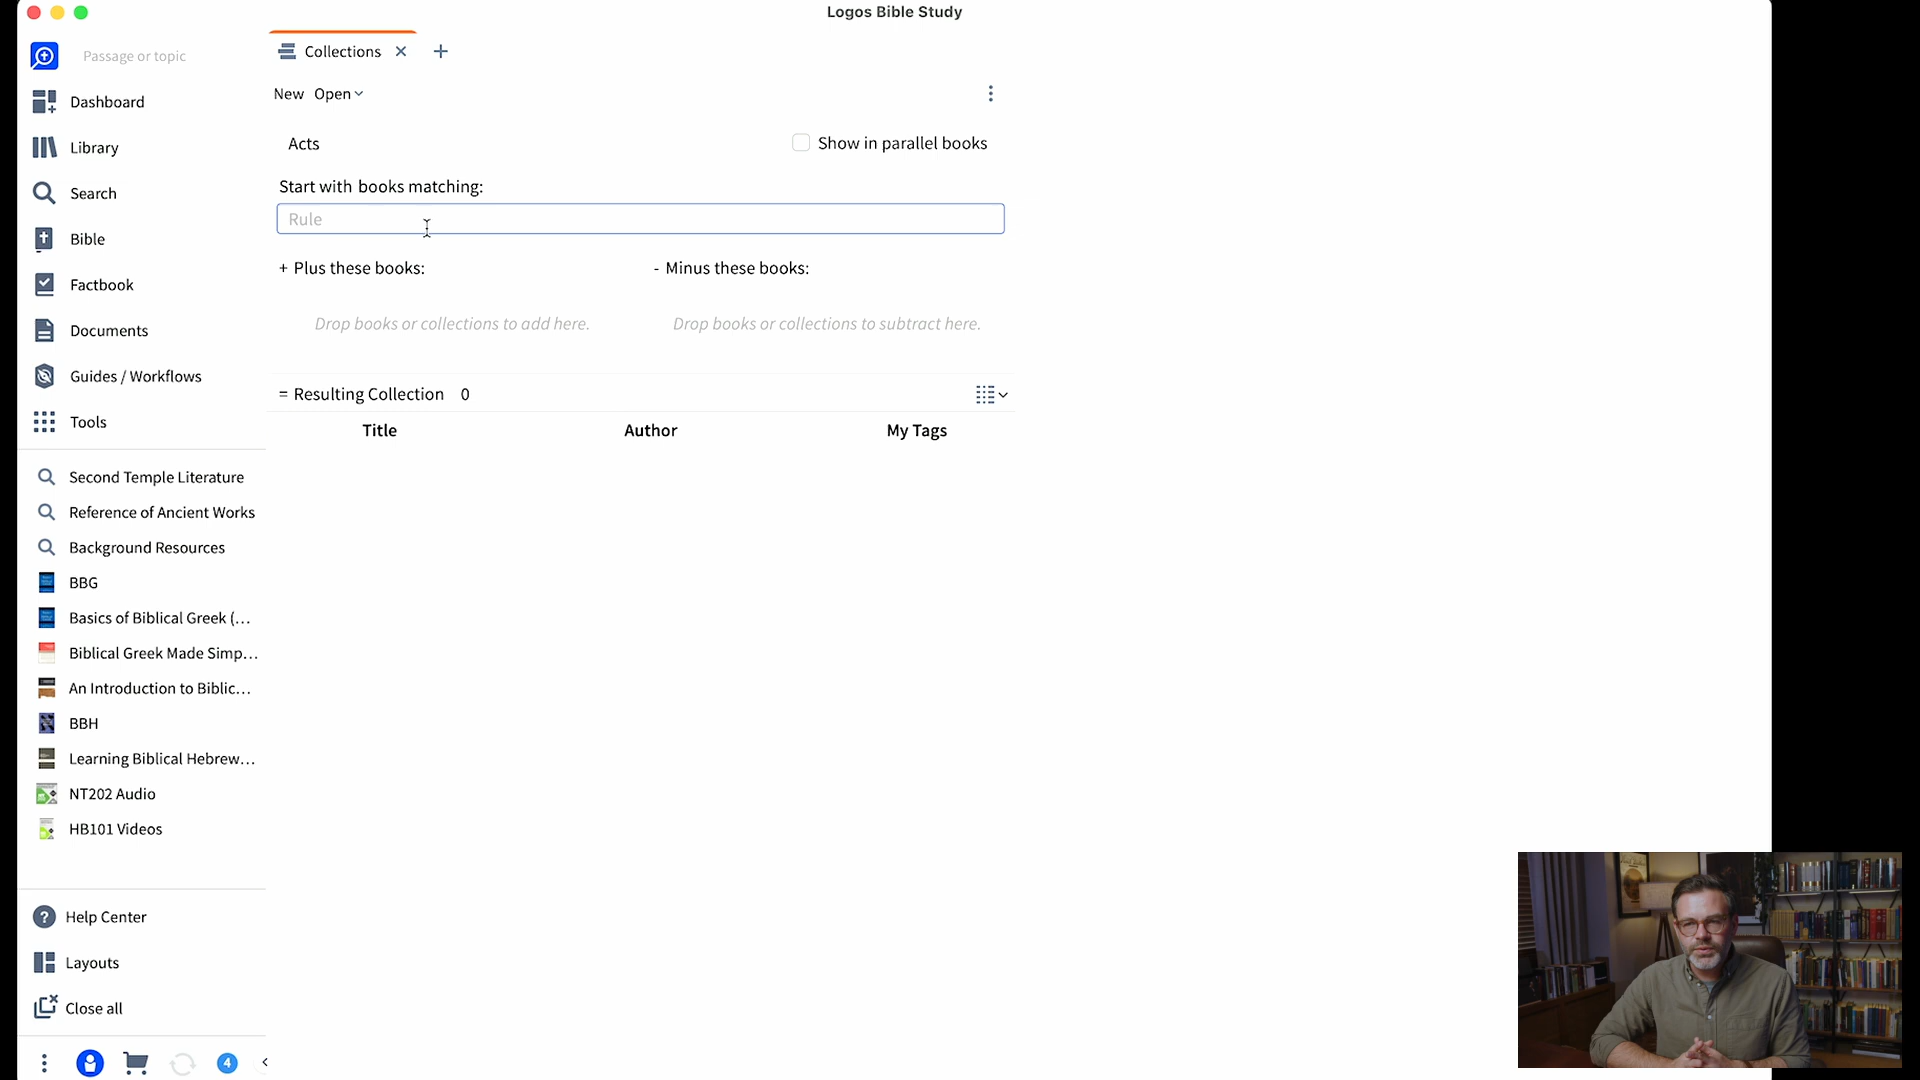 Logos Bible Study
Passage or topic
Dashboard
Library
Search
Bible
Factbook
Documents
Guides / Workflows
Tools
Second Temple Literature
Reference of Ancient Works
Background Resources
BBG
Basics of Biblical Greek (…
Biblical Greek Made Simp…
An Introduction to Biblic…
BBH
Learning Biblical Hebrew…
NT202 Audio
HB101 Videos
Help Center
Layouts
Close all
4
Collections
New Open
Acts
Show in parallel books
Start with books matching:
Rule
+ Plus these books:
- Minus these books:
Drop books or collections to add here.
Drop books or collections to subtract here.
= Resulting Collection 0
Title Author My Tags